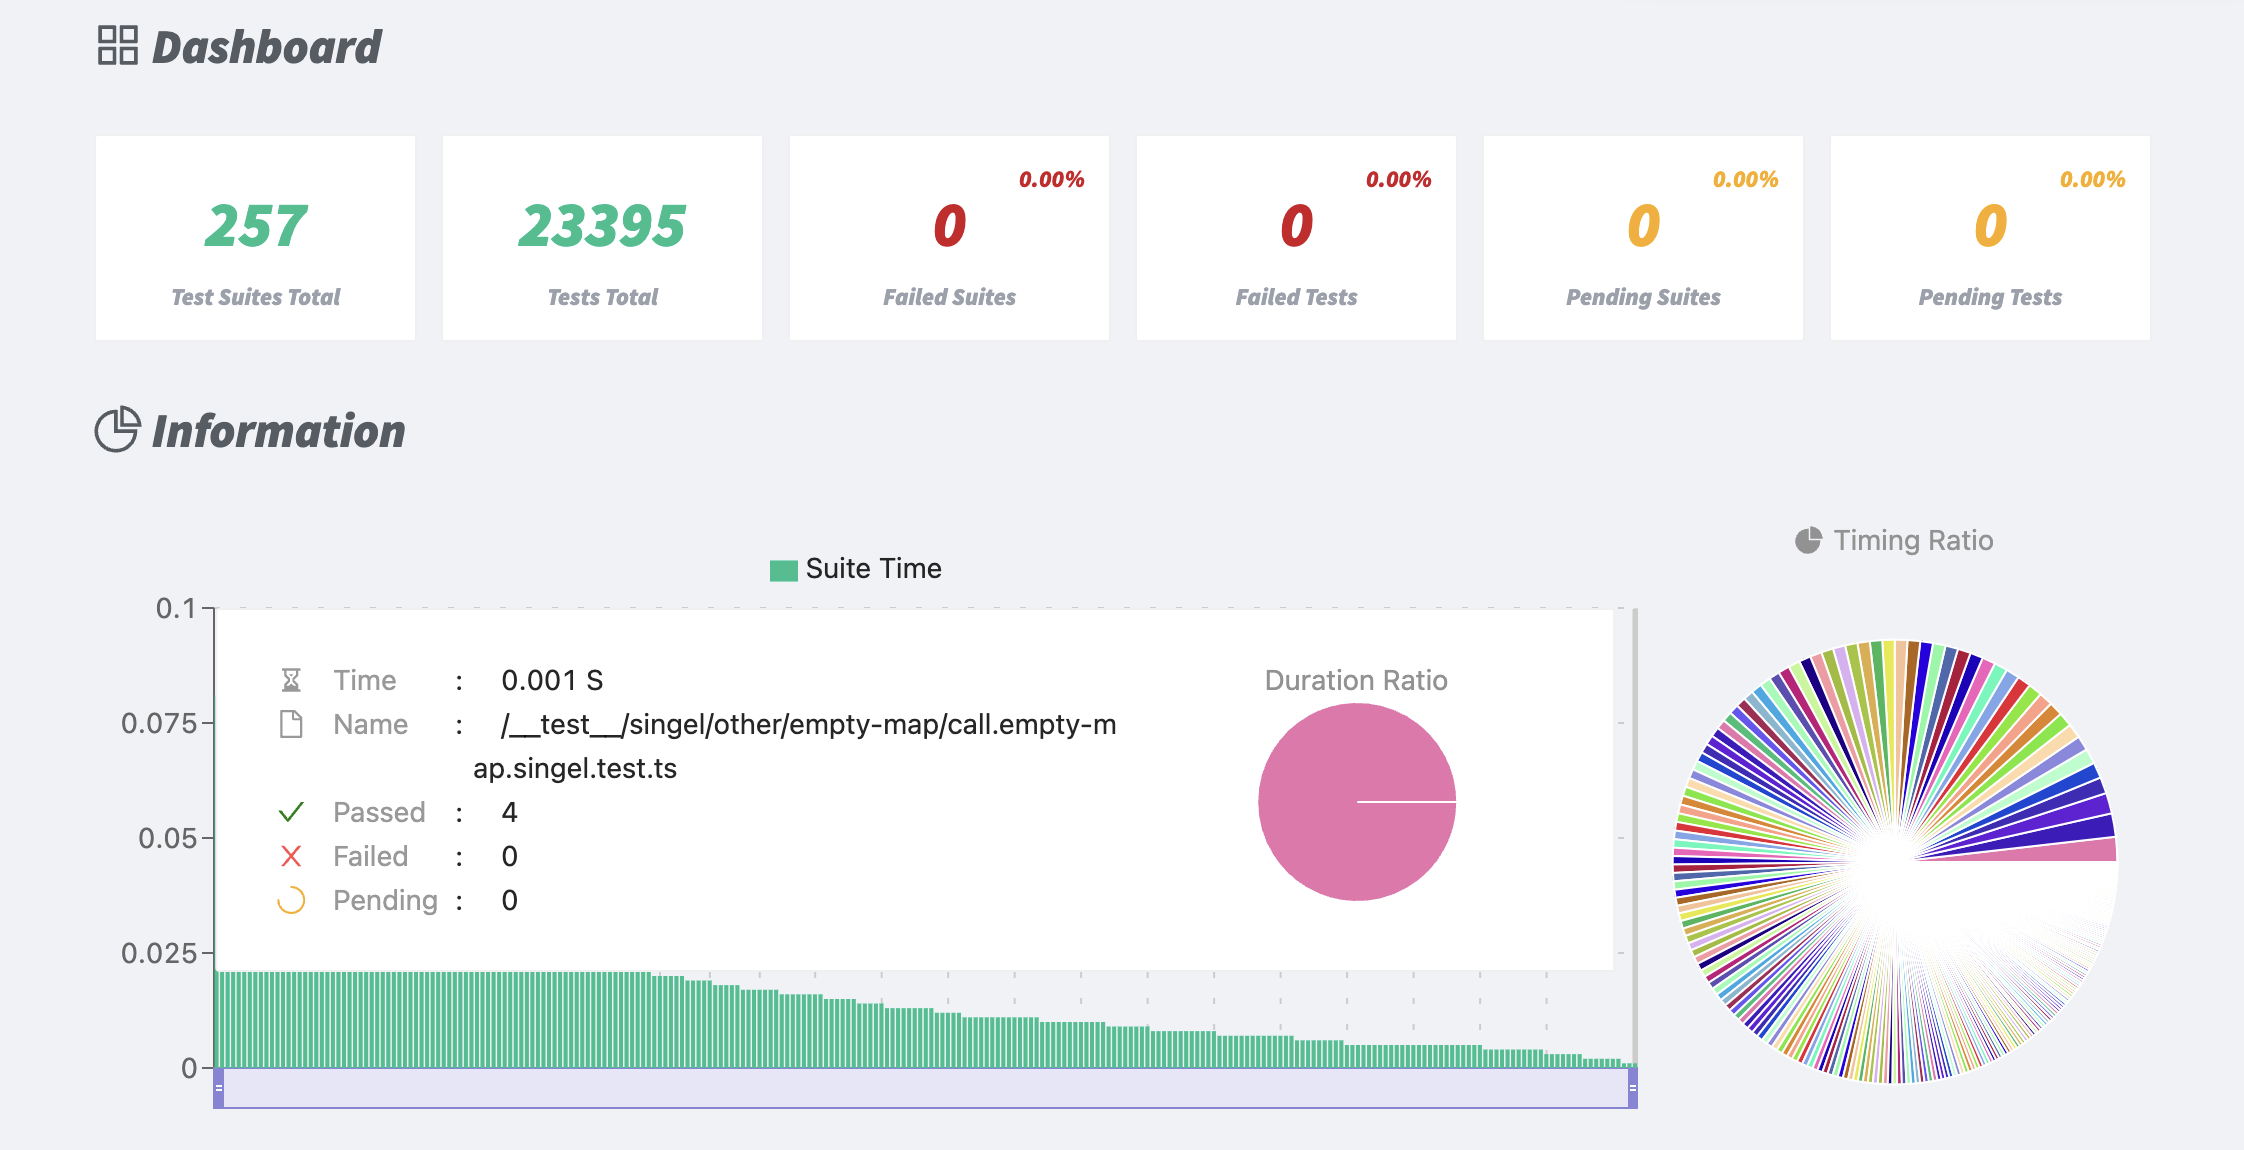 Dashboard
257
Test Suites Total
23395
Tests Total
0.00%
0
Failed Suites
0.00%
0
Failed Tests
0.00%
0
Pending Suites
0.00%
0
Pending Tests
Information
Suite Time
0.1
0.075
0.05
0.025
0
Time : 0.001 S
Name : /__test__/singel/other/empty-map/call.empty-m
ap.singel.test.ts
Passed : 4
Failed : 0
Pending : 0
Duration Ratio
Timing Ratio